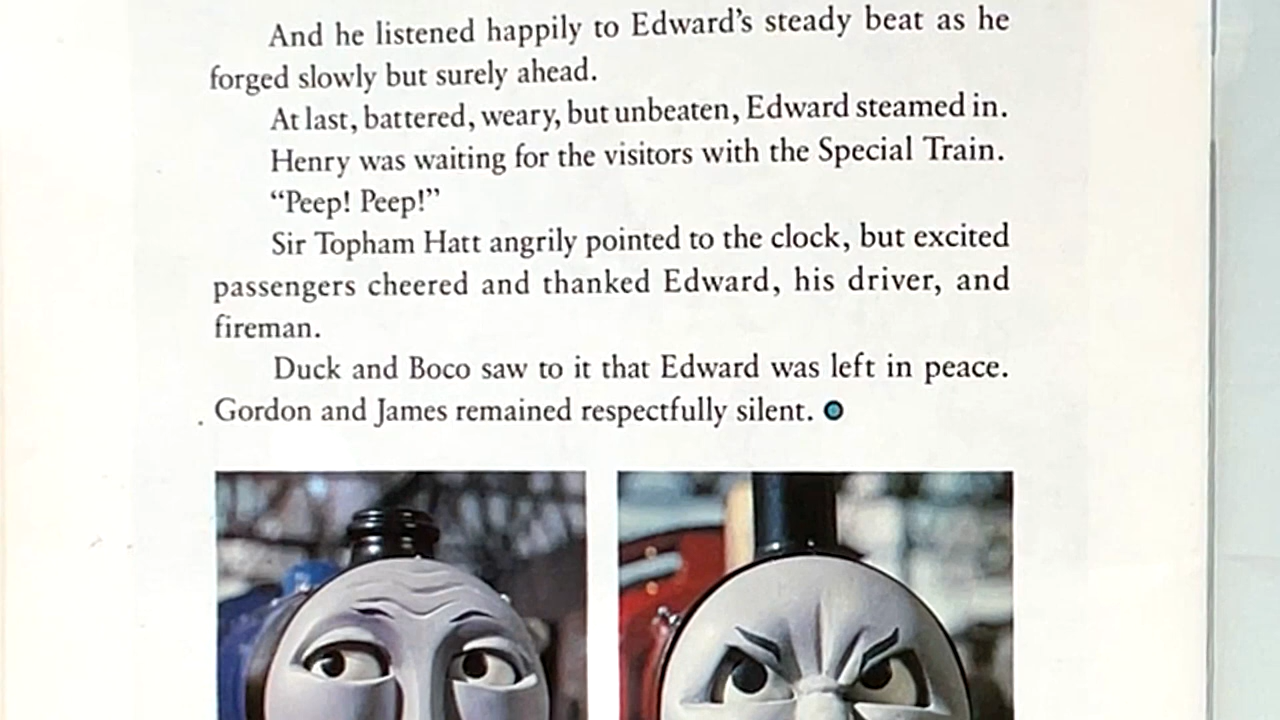 And he listened happily to Edward’s steady beat as he
forged slowly but surely ahead.
At last, battered, weary, but unbeaten, Edward steamed in.
Henry was waiting for the visitors with the Special Train.
“Peep! Peep!”
Sir Topham Hatt angrily pointed to the clock, but excited
passengers cheered and thanked Edward, his driver, and
fireman.
Duck and Boco saw to it that Edward was left in peace.
Gordon and James remained respectfully silent.